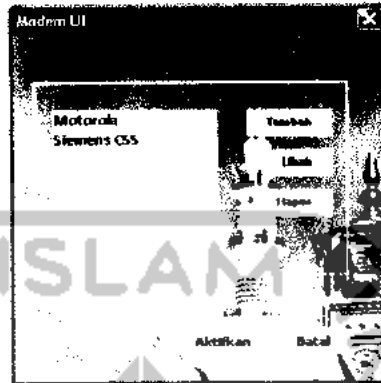 Modem UI
Motorola
Siemens C55
Tambah
Ubah
Hapus
ISLAM
Aktifkan
Batal